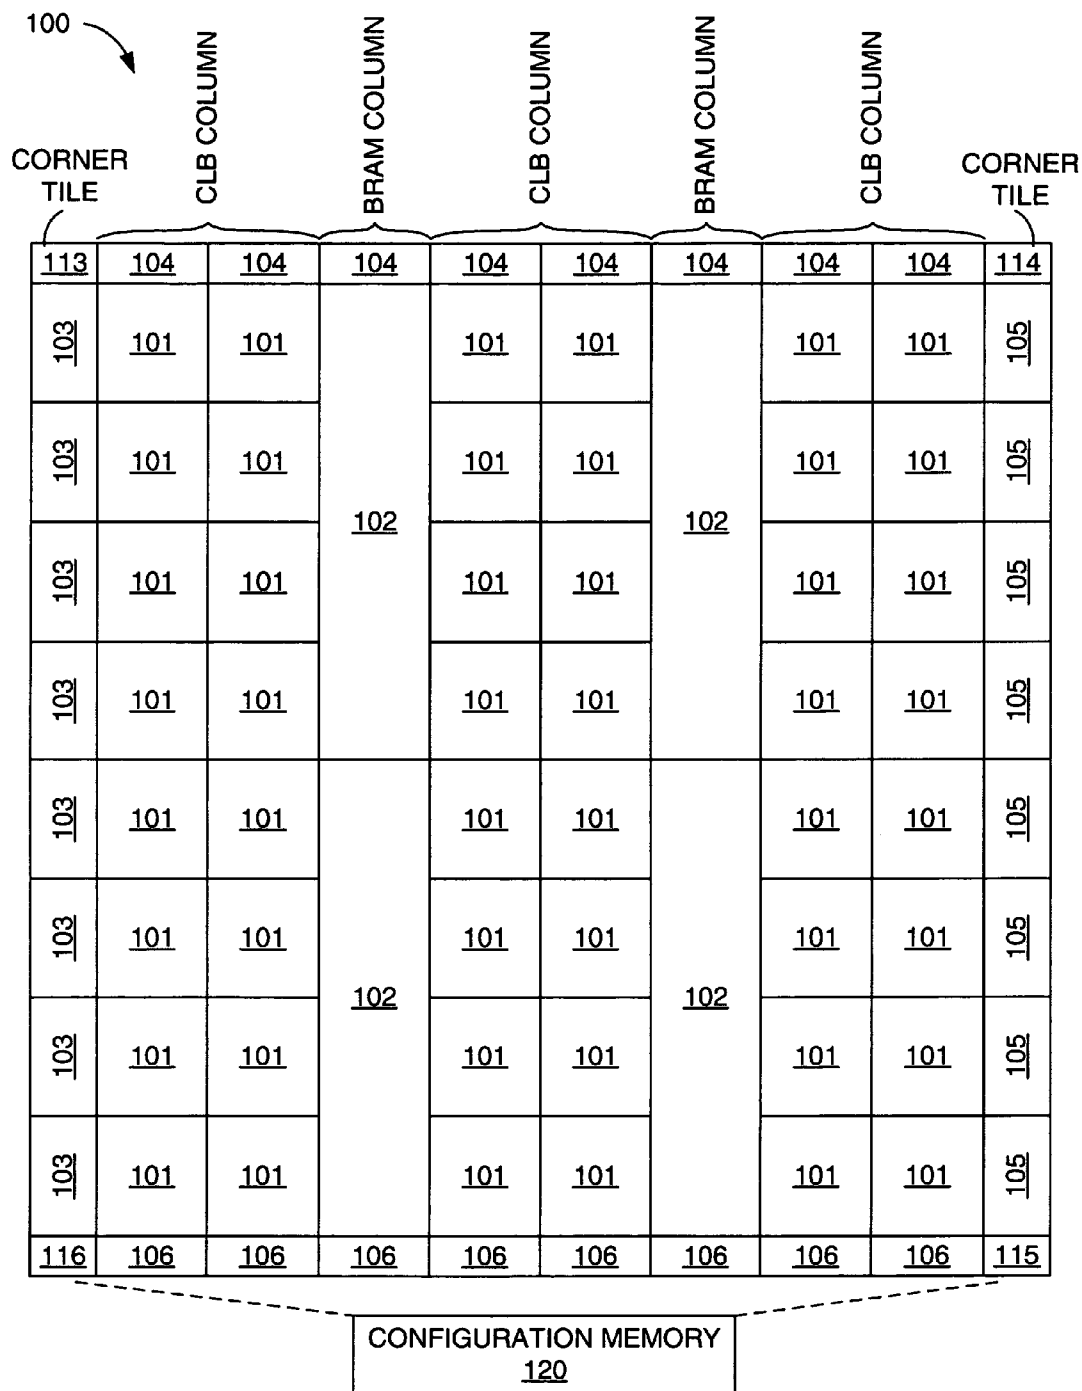 100
CLB COLUMN
BRAM COLUMN
CLB COLUMN
BRAM COLUMN
CLB COLUMN
CORNER
TILE
CORNER
TILE
113 104 104 104 104 104 104 104 104 114
103 101 101 101 101 101 101 105
103 101 101 101 101 101 101 105
102 102
103 101 101 101 101 101 101 105
103 101 101 101 101 101 101 105
103 101 101 101 101 101 101 105
103 101 101 101 101 101 101 105
102 102
103 101 101 101 101 101 101 105
103 101 101 101 101 101 101 105
116 106 106 106 106 106 106 106 106 115
CONFIGURATION MEMORY
120